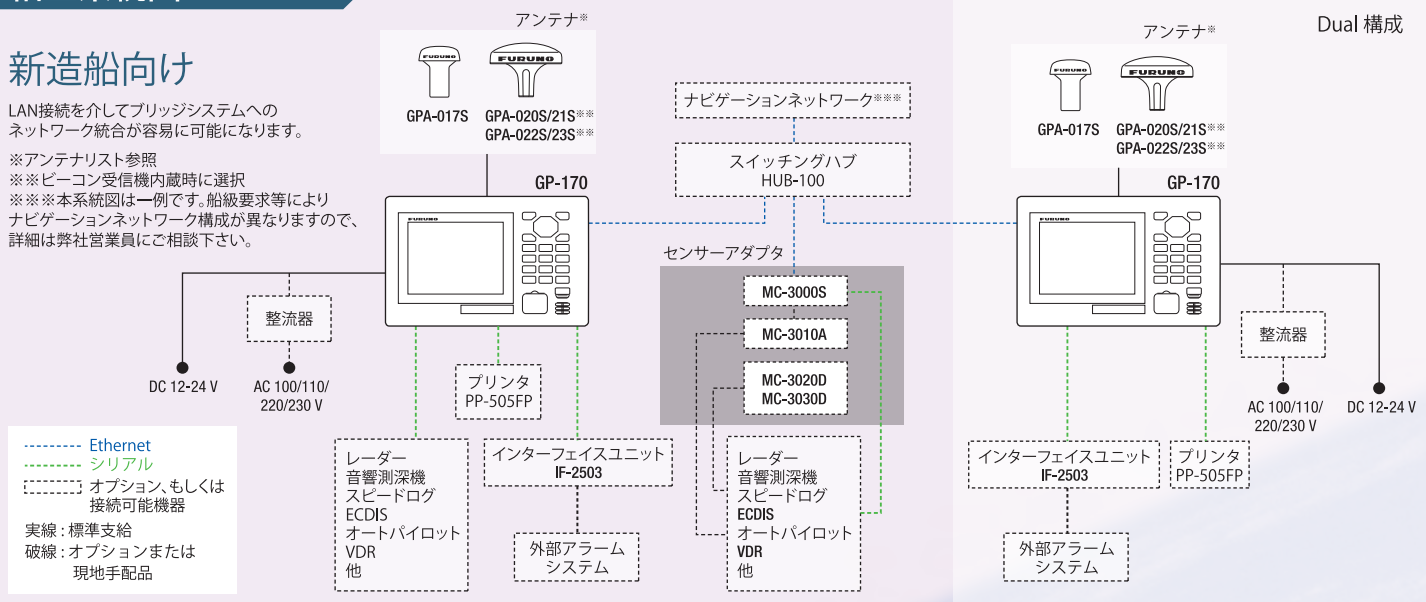 新造船向け
LAN接続を介してブリッジシステムへの
ネットワーク統合が容易に可能になります。
※アンテナリスト参照
※※ビーコン受信機内蔵時に選択
※※※本系統図は一例です。船級要求等により
ナビゲーションネットワーク構成が異なりますので、
詳細は弊社営業員にご相談下さい。
アンテナ※
FURUNO
FURUNO
GPA-017S
GPA-020S/21S※※
GPA-022S/23S※※
GP-170
FURUNO
整流器
DC 12-24 V
AC 100/110/
220/230 V
プリンタ
PP-505FP
レーダー
音響測深機
スピードログ
ECDIS
オートパイロット
VDR
他
インターフェイスユニット
IF-2503
外部アラーム
システム
ナビゲーションネットワーク※※※
スイッチングハブ
HUB-100
センサーアダプタ
MC-3000S
MC-3010A
MC-3020D
MC-3030D
レーダー
音響測深機
スピードログ
ECDIS
オートパイロット
VDR
他
Dual 構成
アンテナ※
FURUNO
FURUNO
GPA-017S
GPA-020S/21S※※
GPA-022S/23S※※
GP-170
FURUNO
整流器
AC 100/110/
220/230 V
DC 12-24 V
インターフェイスユニット
IF-2503
プリンタ
PP-505FP
外部アラーム
システム
Ethernet
シリアル
オプション、もしくは
接続可能機器
実線 : 標準支給
破線 : オプションまたは
現地手配品